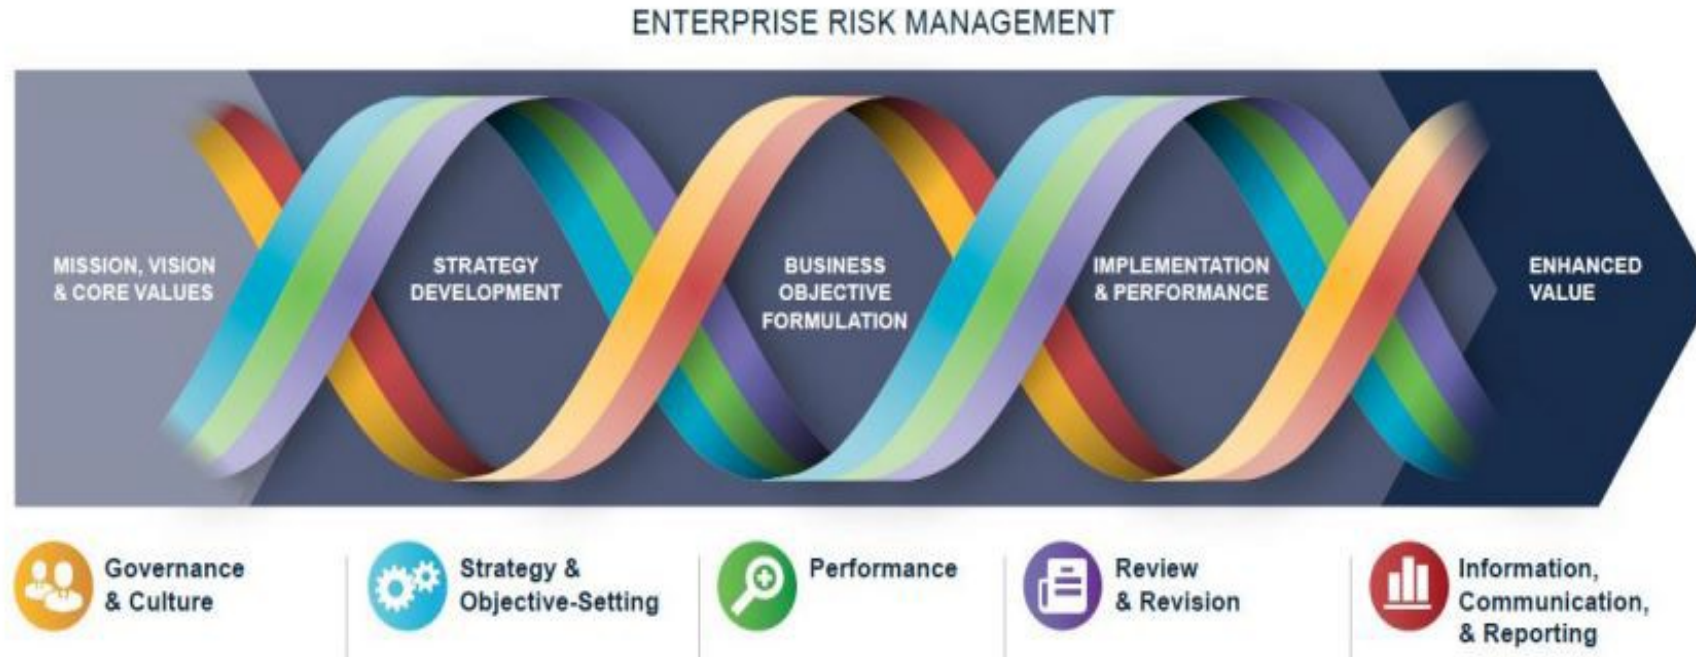 ENTERPRISE RISK MANAGEMENT
MISSION, VISION
& CORE VALUES
STRATEGY
DEVELOPMENT
BUSINESS
OBJECTIVE
FORMULATION
IMPLEMENTATION
& PERFORMANCE
ENHANCED
VALUE
Governance
& Culture
Strategy &
Objective-Setting
Performance
Review
& Revision
Information,
Communication,
& Reporting